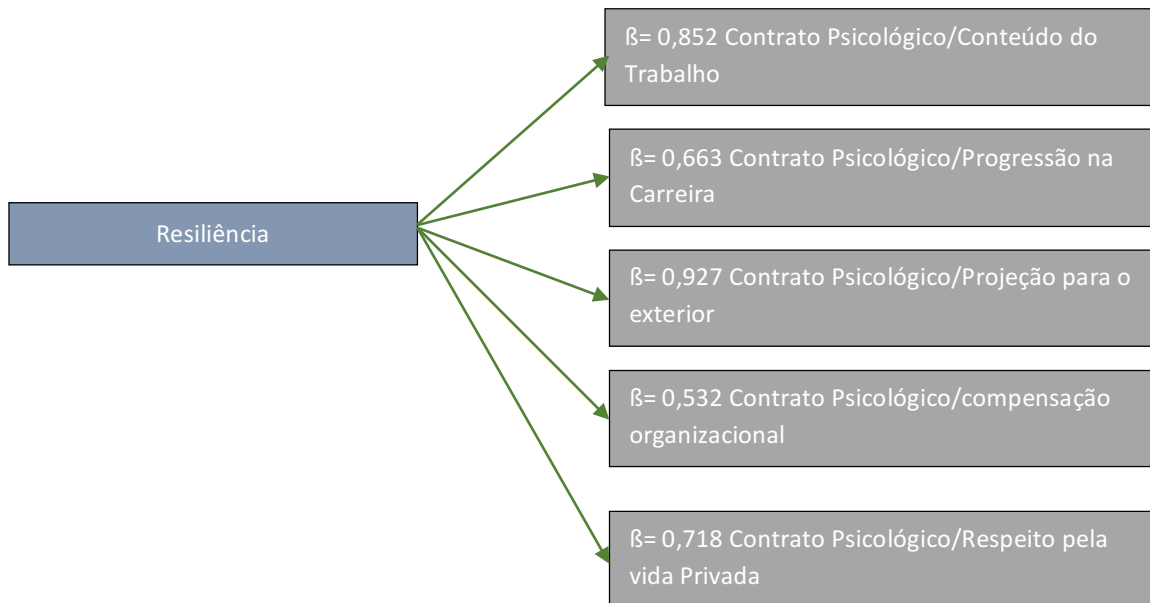 ß= 0,852 Contrato Psicológico/Conteúdo do
Trabalho
ß= 0,663 Contrato Psicológico/Progressão na
Carreira
Resiliência
ß= 0,927 Contrato Psicológico/Projeção para o
exterior
ß= 0,532 Contrato Psicológico/compensação
organizacional
ß= 0,718 Contrato Psicológico/Respeito pela
vida Privada